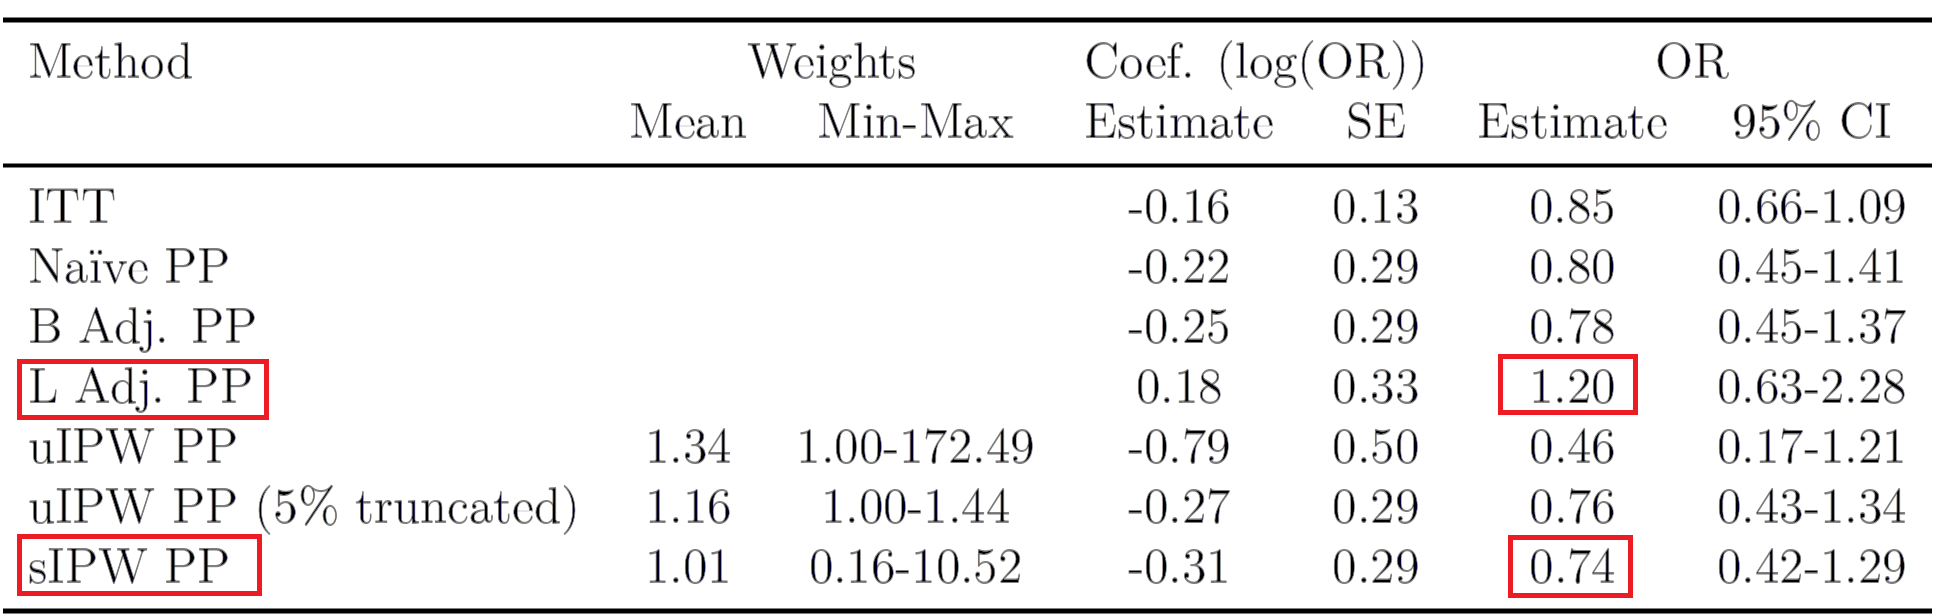 Method Weights Coef. (log(OR)) OR
Mean Min-Max Estimate SE Estimate 95% CI
ITT -0.16 0.13 0.85 0.66-1.09
Naïve PP -0.22 0.29 0.80 0.45-1.41
B Adj. PP -0.25 0.29 0.78 0.45-1.37
L Adj. PP 0.18 0.33 1.20 0.63-2.28
uIPW PP 1.34 1.00-172.49 -0.79 0.50 0.46 0.17-1.21
uIPW PP (5% truncated) 1.16 1.00-1.44 -0.27 0.29 0.76 0.43-1.34
sIPW PP 1.01 0.16-10.52 -0.31 0.29 0.74 0.42-1.29